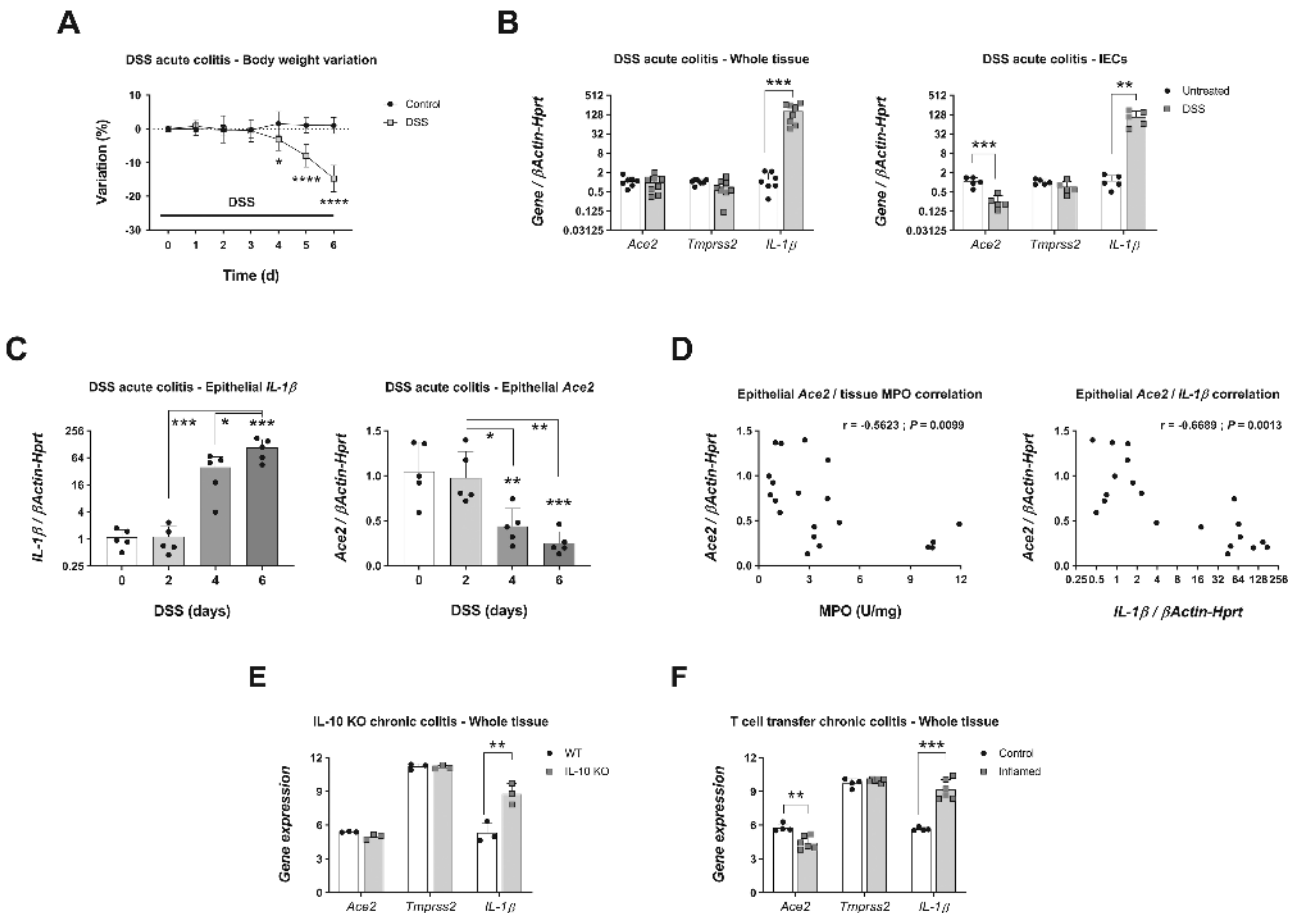 A
DSS acute colitis - Body weight variation
Control
DSS
Variation (%)
10
0
-10
-20
-30
*
****
****
DSS
0 1 2 3 4 5 6
Time (d)
B
DSS acute colitis - Whole tissue
Gene / βActin-Hprt
512
128
32
8
2
0.5
0.125
0.03125
***
Ace2 Tmprss2 IL-1β
DSS acute colitis - IECs
Untreated
DSS
Gene / βActin-Hprt
512
128
32
8
2
0.5
0.125
0.03125
***
**
Ace2 Tmprss2 IL-1β
C
DSS acute colitis - Epithelial IL-1β
IL-1β / βActin-Hprt
256
64
16
4
1
0.25
*** * ***
0 2 4 6
DSS (days)
DSS acute colitis - Epithelial Ace2
Ace2 / βActin-Hprt
1.5
1.0
0.5
0.0
* **
** ***
0 2 4 6
DSS (days)
D
Epithelial Ace2 / tissue MPO correlation
r = -0.5623 ; P = 0.0099
Ace2 / βActin-Hprt
1.5
1.0
0.5
0.0
0 3 6 9 12
MPO (U/mg)
Epithelial Ace2 / IL-1β correlation
r = -0.6689 ; P = 0.0013
Ace2 / βActin-Hprt
1.5
1.0
0.5
0.0
0.25 0.5 1 2 4 8 16 32 64 128 256
IL-1β / βActin-Hprt
E
IL-10 KO chronic colitis - Whole tissue
WT
IL-10 KO
Gene expression
12
9
6
3
0
**
Ace2 Tmprss2 IL-1β
F
T cell transfer chronic colitis - Whole tissue
Control
Inflamed
Gene expression
12
9
6
3
0
**
***
Ace2 Tmprss2 IL-1β